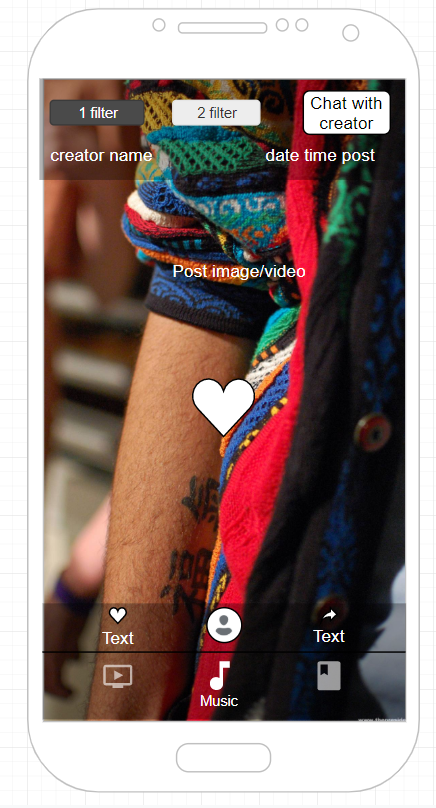 1 filter
2 filter
Chat with
creator
creator name
date time post
Post image/video
Text
Text
Music